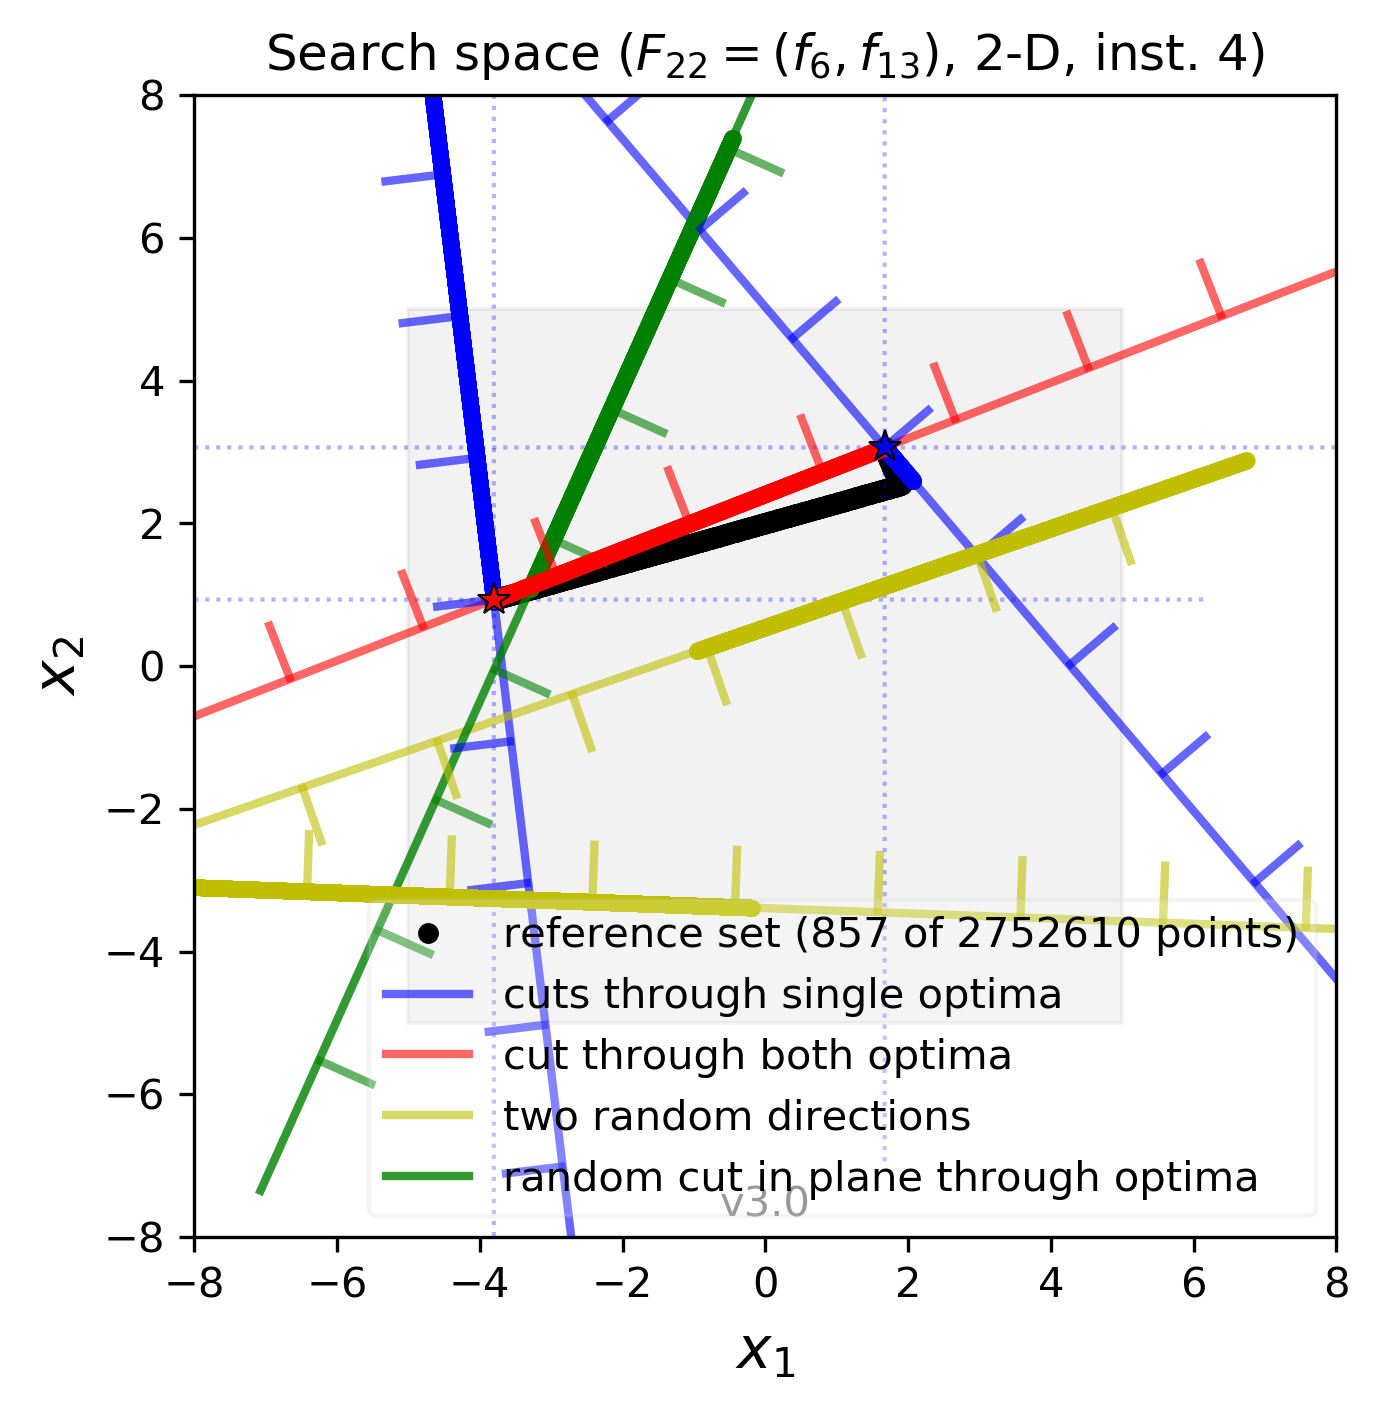 Search space (F₂₂ = (f₆, f₁₃), 2-D, inst. 4)
8
6
4
2
0
−2
−4
−6
−8
x₂
reference set (857 of 2752610 points)
cuts through single optima
cut through both optima
two random directions
random cut in plane through optima
v3.0
−8 −6 −4 −2 0 2 4 6 8
x₁